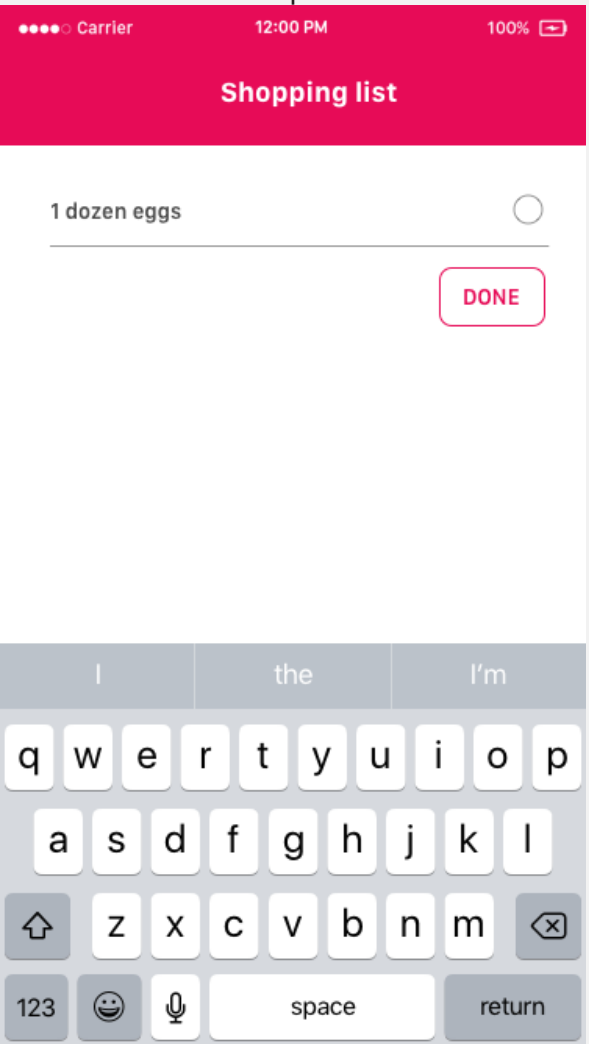 Carrier 12:00 PM 100%
Shopping list
1 dozen eggs
DONE
I the I'm
q w e r t y u i o p
a s d f g h j k l
z x c v b n m
123 space return